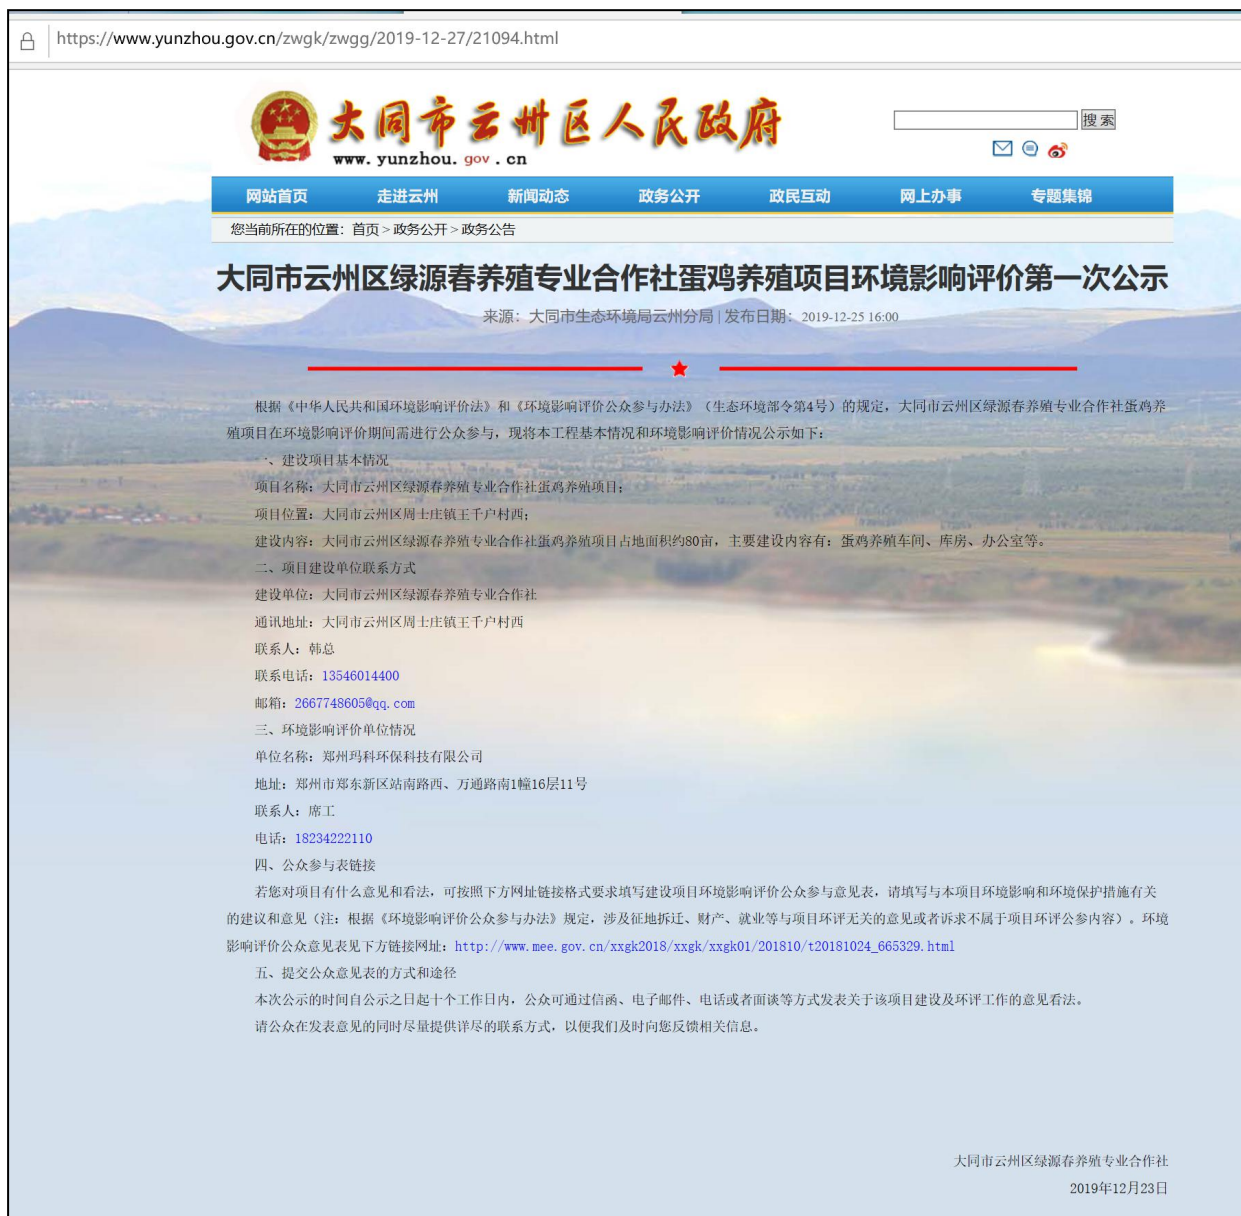 https://www.yunzhou.gov.cn/zwgk/zwgg/2019-12-27/21094.html
大同市云州区人民政府
www.yunzhou.gov.cn
搜索
网站首页 走进云州 新闻动态 政务公开 政民互动 网上办事 专题集锦
您当前所在的位置：首页 > 政务公开 > 政务公告
大同市云州区绿源春养殖专业合作社蛋鸡养殖项目环境影响评价第一次公示
来源：大同市生态环境局云州分局 | 发布日期：2019-12-25 16:00
根据《中华人民共和国环境影响评价法》和《环境影响评价公众参与办法》（生态环境部令第4号）的规定，大同市云州区绿源春养殖专业合作社蛋鸡养
殖项目在环境影响评价期间需进行公众参与，现将本工程基本情况和环境影响评价情况公示如下：
一、建设项目基本情况
项目名称：大同市云州区绿源春养殖专业合作社蛋鸡养殖项目；
项目位置：大同市云州区周士庄镇王千户村西；
建设内容：大同市云州区绿源春养殖专业合作社蛋鸡养殖项目占地面积约80亩，主要建设内容有：蛋鸡养殖车间、库房、办公室等。
二、项目建设单位联系方式
建设单位：大同市云州区绿源春养殖专业合作社
通讯地址：大同市云州区周士庄镇王千户村西
联系人：韩总
联系电话：13546014400
邮箱：2667748605@qq.com
三、环境影响评价单位情况
单位名称：郑州玛科环保科技有限公司
地址：郑州市郑东新区站南路西、万通路南1幢16层11号
联系人：席工
电话：18234222110
四、公众参与表链接
若您对项目有什么意见和看法，可按照下方网址链接格式要求填写建设项目环境影响评价公众参与意见表，请填写与本项目环境影响和环境保护措施有关
的建议和意见（注：根据《环境影响评价公众参与办法》规定，涉及征地拆迁、财产、就业等与项目环评无关的意见或者诉求不属于项目环评公参内容）。环境
影响评价公众意见表见下方链接网址：http://www.mee.gov.cn/xxgk2018/xxgk/xxgk01/201810/t20181024_665329.html
五、提交公众意见表的方式和途径
本次公示的时间自公示之日起十个工作日内，公众可通过信函、电子邮件、电话或者面谈等方式发表关于该项目建设及环评工作的意见看法。
请公众在发表意见的同时尽量提供详尽的联系方式，以便我们及时向您反馈相关信息。
大同市云州区绿源春养殖专业合作社
2019年12月23日